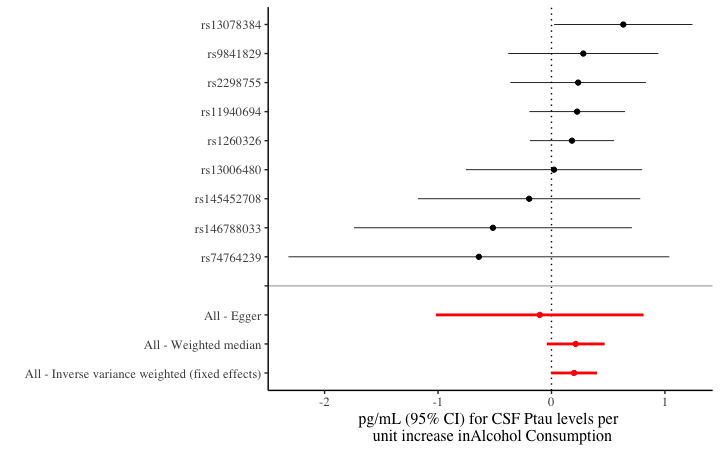 rs13078384
rs9841829
rs2298755
rs11940694
rs1260326
rs13006480
rs145452708
rs146788033
rs74764239
All - Egger
All - Weighted median
All - Inverse variance weighted (fixed effects)
-2 -1 0 1
pg/mL (95% CI) for CSF Ptau levels per
unit increase inAlcohol Consumption